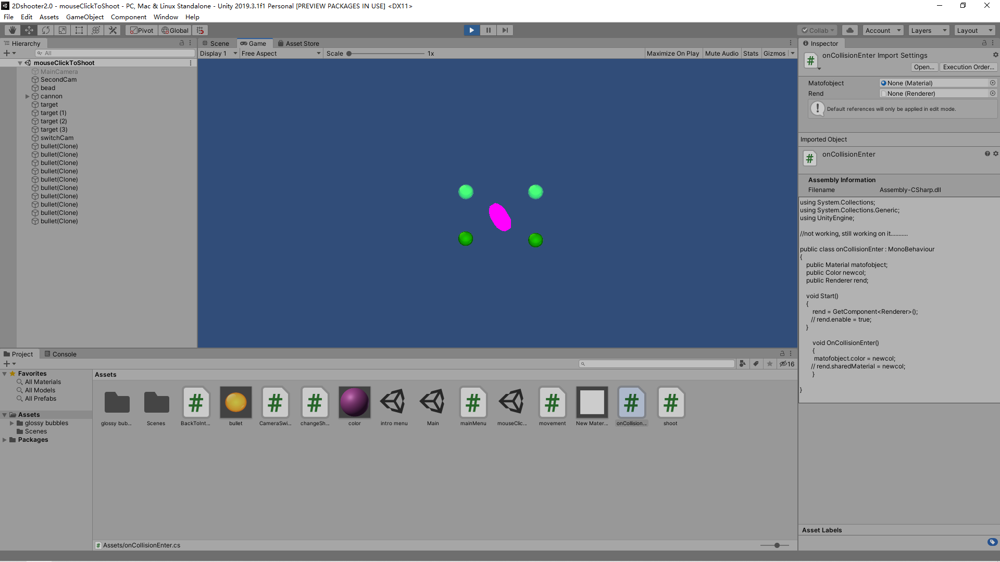 2Dshooter2.0 - mouseClickToShoot - PC, Mac & Linux Standalone - Unity 2019.3.1f1 Personal [PREVIEW PACKAGES IN USE] <DX11>
File Edit Assets GameObject Component Window Help
Pivot Global Collab Account Layers Layout
Hierarchy
All
mouseClickToShoot
MainCamera
SecondCam
bead
cannon
target
target (1)
target (2)
target (3)
switchCam
bullet(Clone)
bullet(Clone)
bullet(Clone)
bullet(Clone)
bullet(Clone)
bullet(Clone)
bullet(Clone)
bullet(Clone)
bullet(Clone)
bullet(Clone)
Scene Game Asset Store
Display 1 Free Aspect Scale 1x Maximize On Play Mute Audio Stats Gizmos
Inspector
onCollisionEnter Import Settings
Open... Execution Order...
Matofobject None (Material)
Rend None (Renderer)
Default references will only be applied in edit mode.
Imported Object
onCollisionEnter
Assembly Information
Filename Assembly-CSharp.dll
using System.Collections;
using System.Collections.Generic;
using UnityEngine;
//not working, still working on it...........
public class onCollisionEnter : MonoBehaviour
{
public Material matofobject;
public Color newcol;
public Renderer rend;
void Start()
{
rend = GetComponent<Renderer>();
// rend.enable = true;
}
void OnCollisionEnter()
{
matofobject.color = newcol;
// rend.sharedMaterial = newcol;
}
}
Asset Labels
Project Console
16
Favorites
All Materials
All Models
All Prefabs
Assets
glossy bubbles
Scenes
Packages
Assets
glossy bub... Scenes BackToInt... bullet CameraSwi... changeSh... color intro menu Main mainMenu mouseClic... movement New Mater... onCollision... shoot
Assets/onCollisionEnter.cs